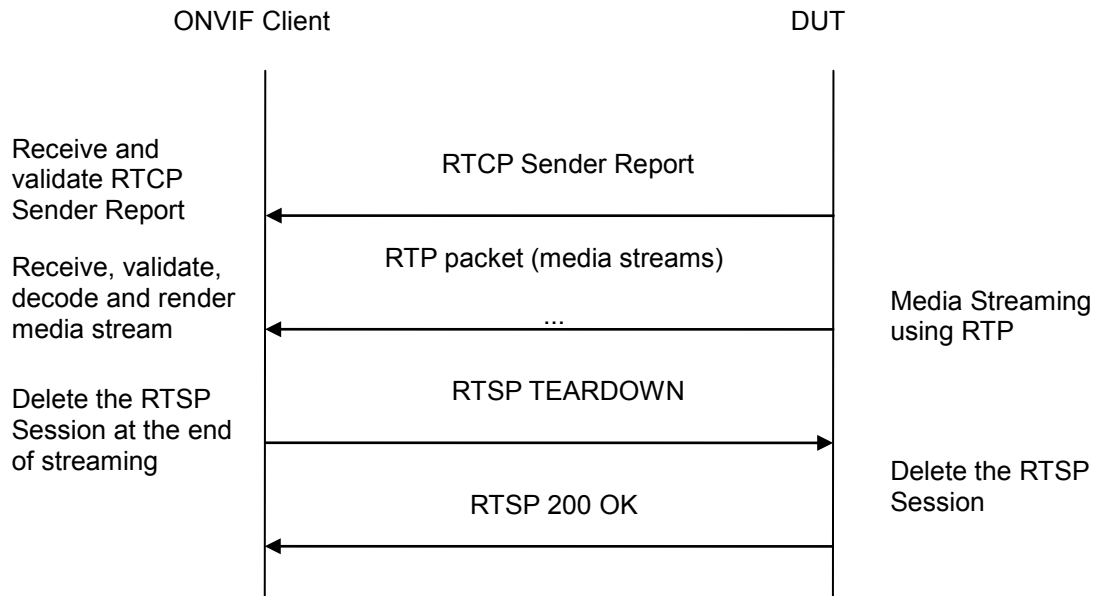 ONVIF Client
DUT
Receive and
validate RTCP
Sender Report
RTCP Sender Report
RTP packet (media streams)
Receive, validate,
decode and render
media stream
...
Media Streaming
using RTP
RTSP TEARDOWN
Delete the RTSP
Session at the end
of streaming
Delete the RTSP
Session
RTSP 200 OK